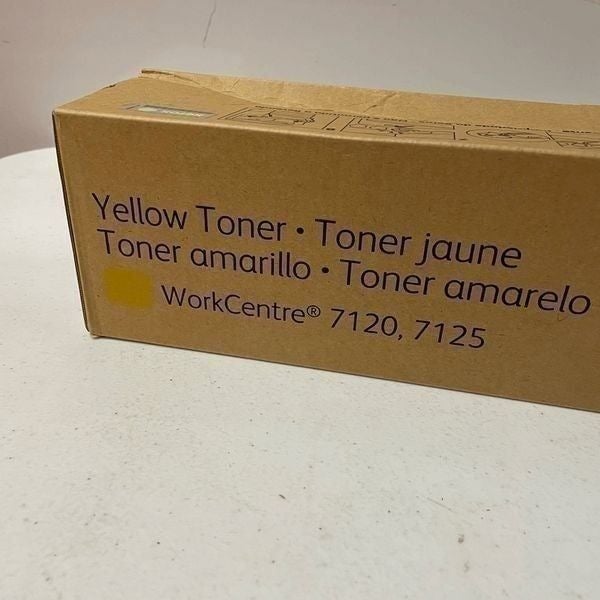 Yellow Toner • Toner jaune
Toner amarillo • Toner amarelo
WorkCentre® 7120, 7125